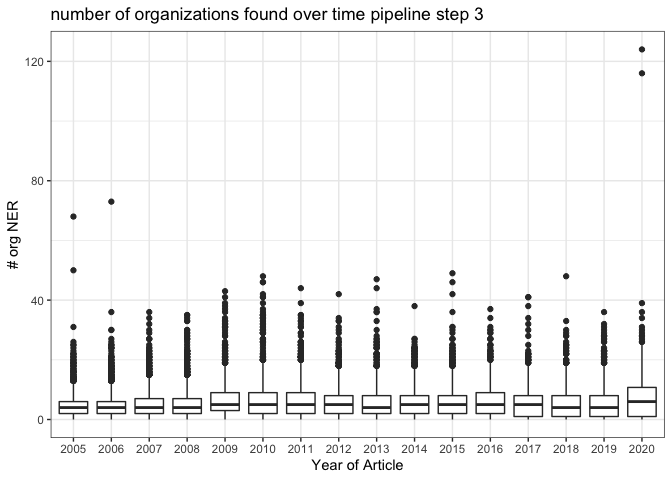 number of organizations found over time pipeline step 3
# org NER
120
80
40
0
2005 2006 2007 2008 2009 2010 2011 2012 2013 2014 2015 2016 2017 2018 2019 2020
Year of Article